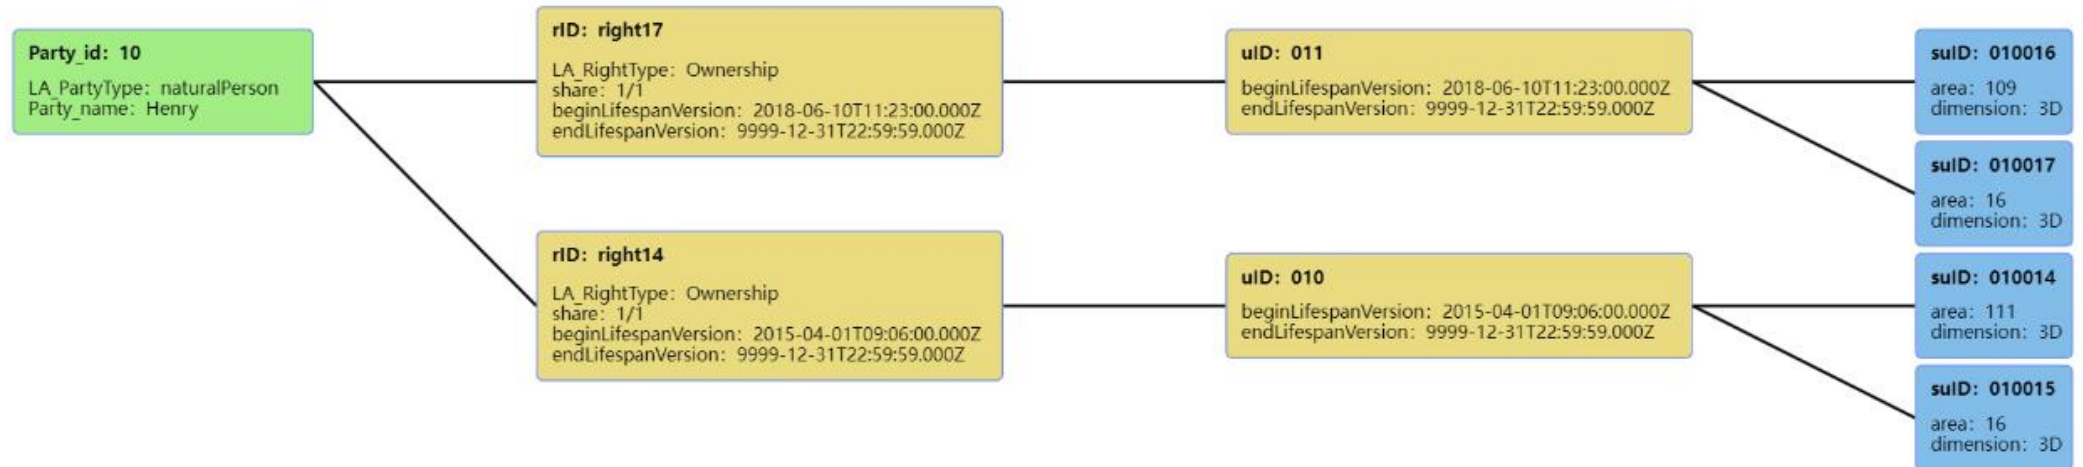 Party_id: 10
LA_PartyType: naturalPerson
Party_name: Henry
rID: right17
LA_RightType: Ownership
share: 1/1
beginLifespanVersion: 2018-06-10T11:23:00.000Z
endLifespanVersion: 9999-12-31T22:59:59.000Z
uID: 011
beginLifespanVersion: 2018-06-10T11:23:00.000Z
endLifespanVersion: 9999-12-31T22:59:59.000Z
suID: 010016
area: 109
dimension: 3D
suID: 010017
area: 16
dimension: 3D
rID: right14
LA_RightType: Ownership
share: 1/1
beginLifespanVersion: 2015-04-01T09:06:00.000Z
endLifespanVersion: 9999-12-31T22:59:59.000Z
uID: 010
beginLifespanVersion: 2015-04-01T09:06:00.000Z
endLifespanVersion: 9999-12-31T22:59:59.000Z
suID: 010014
area: 111
dimension: 3D
suID: 010015
area: 16
dimension: 3D